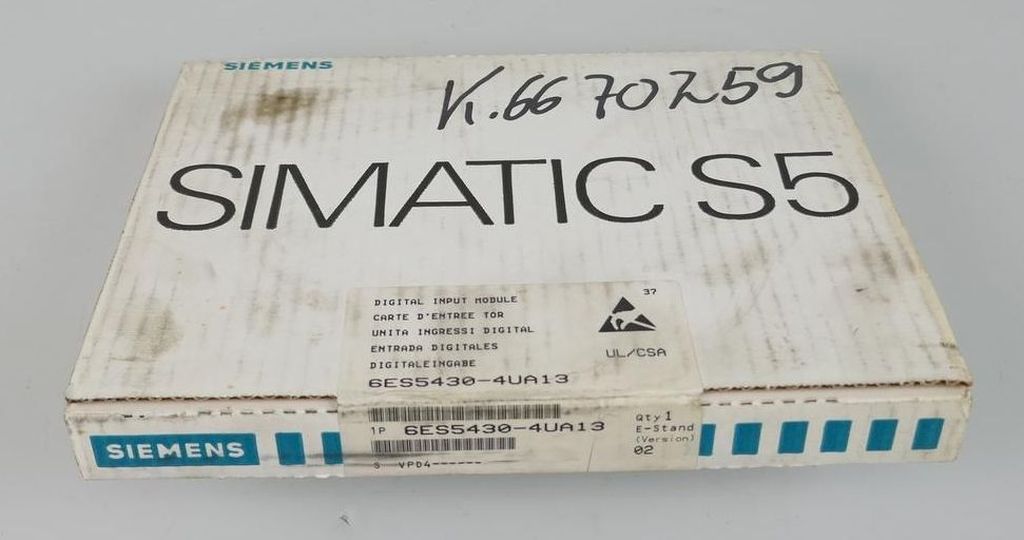 SIEMENS
K.6670259
SIMATIC S5
37
DIGITAL INPUT MODULE
CARTE D'ENTREE TOR
UNITA INGRESSI DIGITAL
ENTRADA DIGITALES
DIGITALEINGABE
6ES5430-4UA13
UL/CSA
1P 6ES5430-4UA13
S VPD4------
Qty 1
E-Stand
(Version)
02
SIEMENS